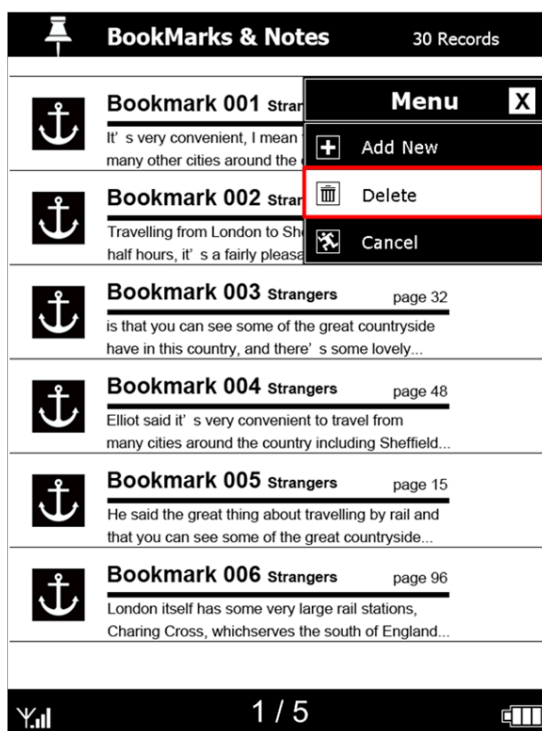 BookMarks & Notes 30 Records
Menu X
Add New
Delete
Cancel
Bookmark 001 Stran
It' s very convenient, I mean
many other cities around the
Bookmark 002 Stran
Travelling from London to She
half hours, it' s a fairly pleasa
Bookmark 003 Strangers page 32
is that you can see some of the great countryside
have in this country, and there' s some lovely...
Bookmark 004 Strangers page 48
Elliot said it' s very convenient to travel from
many cities around the country including Sheffield...
Bookmark 005 Strangers page 15
He said the great thing about travelling by rail and
that you can see some of the great countryside...
Bookmark 006 Strangers page 96
London itself has some very large rail stations,
Charing Cross, whichserves the south of England...
1 / 5